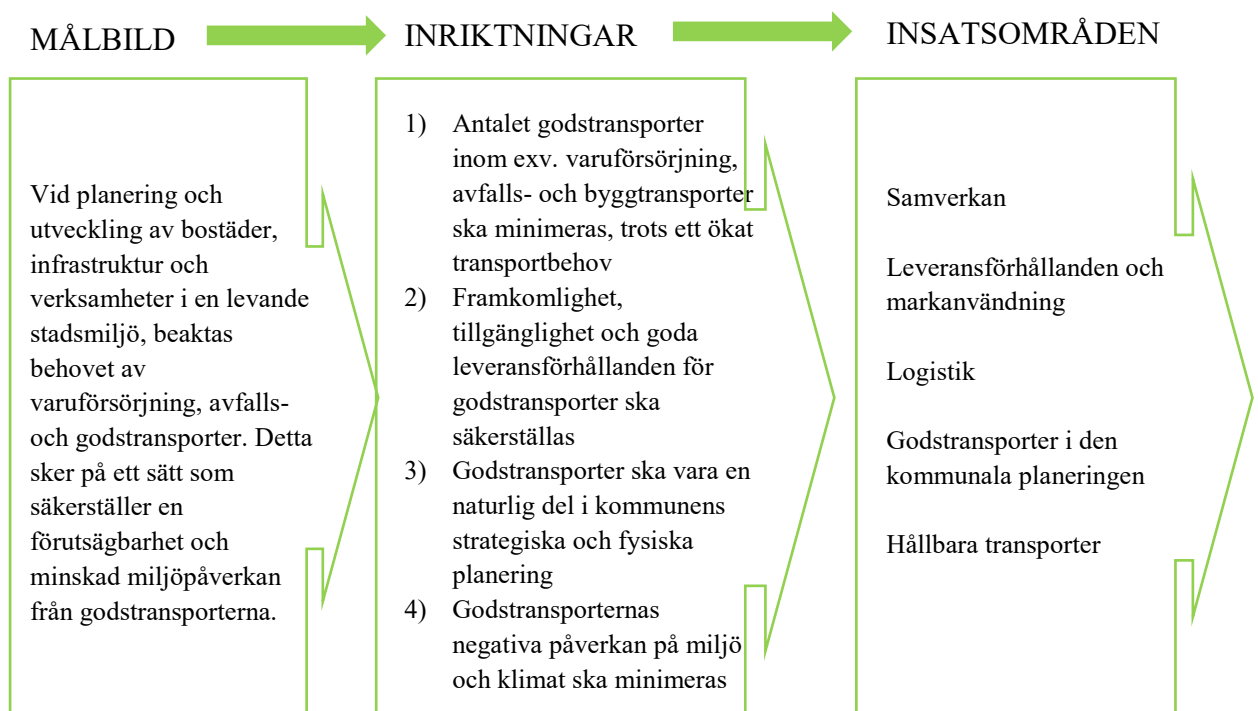 MÅLBILD
INRIKTNINGAR
INSATSOMRÅDEN
Vid planering och
utveckling av bostäder,
infrastruktur och
verksamheter i en levande
stadsmiljö, beaktas
behovet av
varuförsörjning, avfalls-
och godstransporter. Detta
sker på ett sätt som
säkerställer en
förutsägbarhet och
minskad miljöpåverkan
från godstransporterna.
1) Antalet godstransporter
inom exv. varuförsörjning,
avfalls- och byggtransporter
ska minimeras, trots ett ökat
transportbehov
2) Framkomlighet,
tillgänglighet och goda
leveransförhållanden för
godstransporter ska
säkerställas
3) Godstransporter ska vara en
naturlig del i kommunens
strategiska och fysiska
planering
4) Godstransporternas
negativa påverkan på miljö
och klimat ska minimeras
Samverkan
Leveransförhållanden och
markanvändning
Logistik
Godstransporter i den
kommunala planeringen
Hållbara transporter